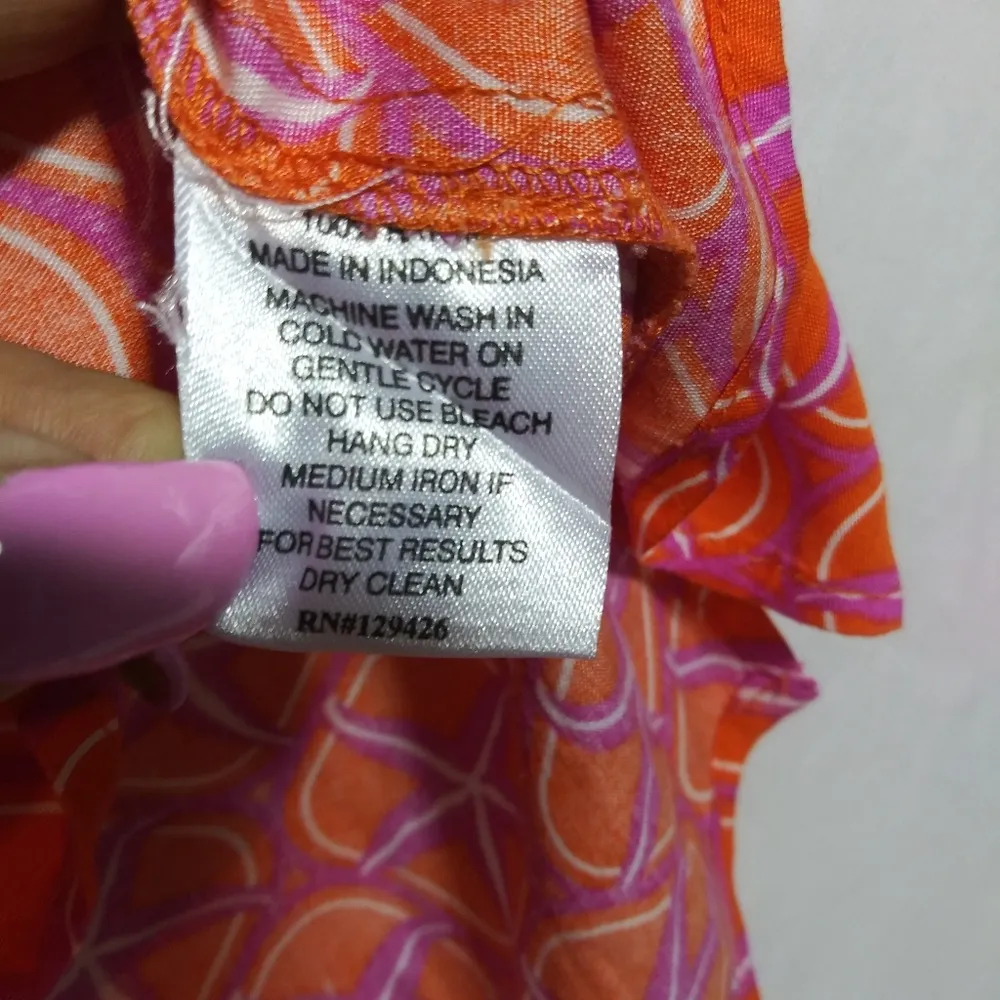 100%
MADE IN INDONESIA
MACHINE WASH IN
COLD WATER ON
GENTLE CYCLE
DO NOT USE BLEACH
HANG DRY
MEDIUM IRON IF
NECESSARY
FOR BEST RESULTS
DRY CLEAN
RN#129426